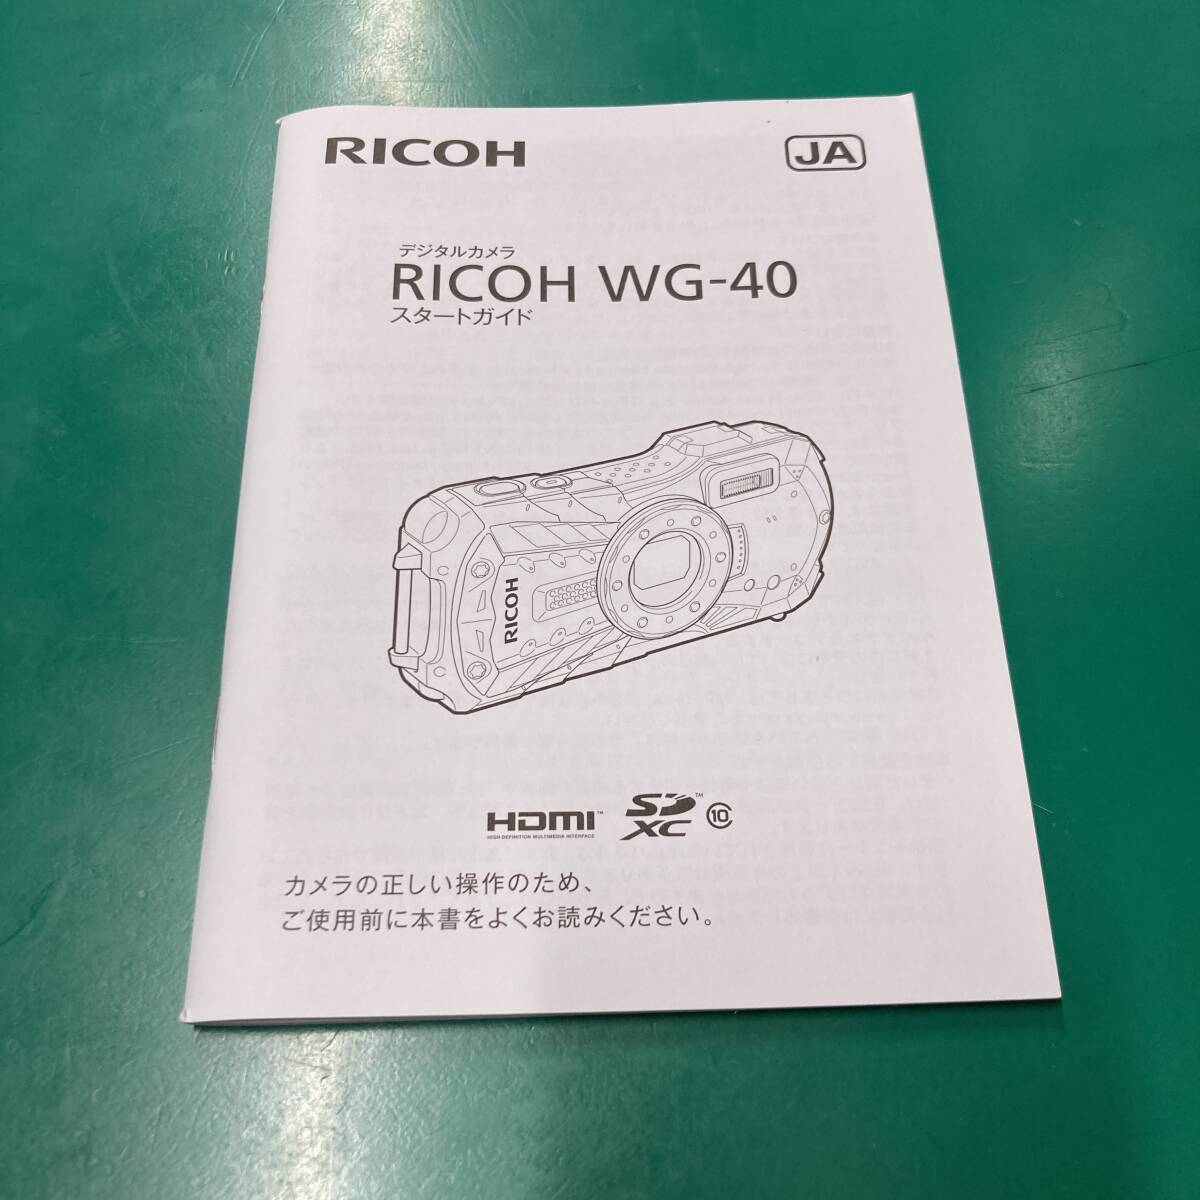 RICOH
JA
デジタルカメラ
RICOH WG-40
スタートガイド
RICOH
HDMI™
HIGH-DEFINITION MULTIMEDIA INTERFACE
SD™
XC
10
カメラの正しい操作のため、
ご使用前に本書をよくお読みください。